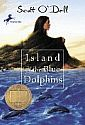 Scott O'Dell
Island
of the Blue
Dolphins